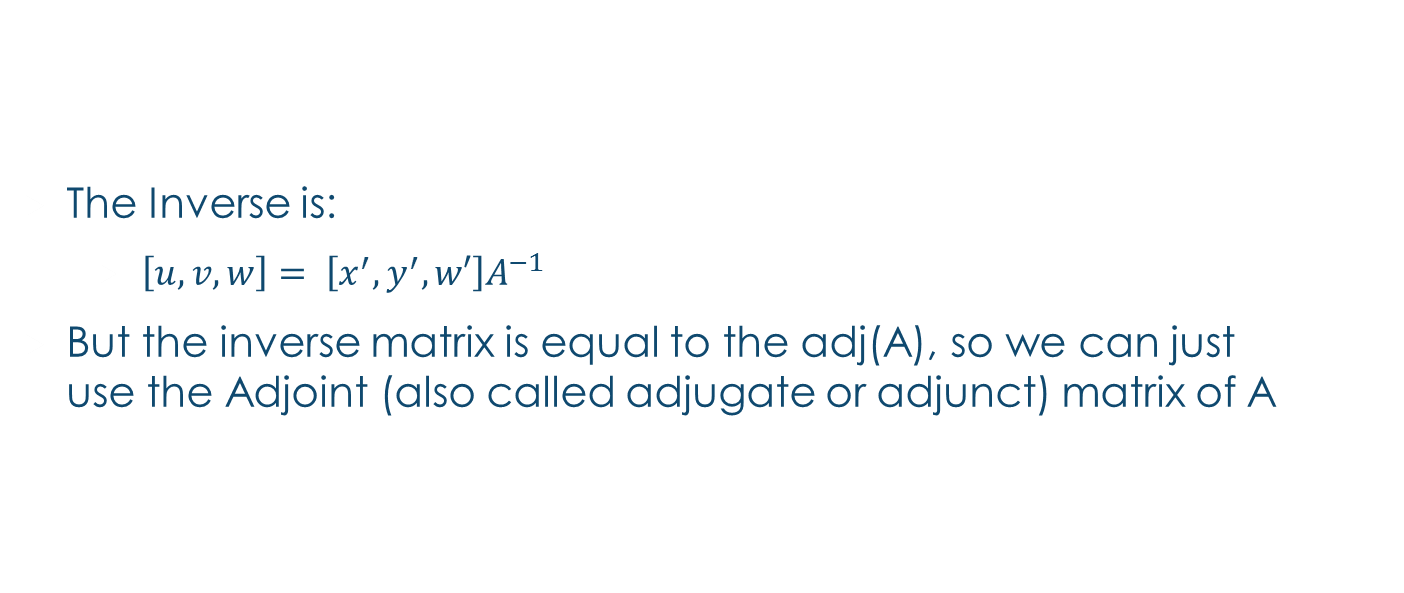 The Inverse is:
[u, v, w] = [x′, y′, w′]A⁻¹
But the inverse matrix is equal to the adj(A), so we can just
use the Adjoint (also called adjugate or adjunct) matrix of A